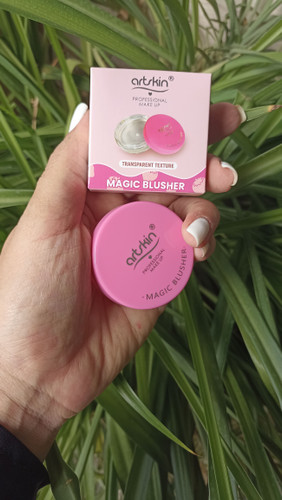 artskin®
PROFESSIONAL
MAKE UP
TRANSPARENT TEXTURE
MAGIC BLUSHER
artskin®
PROFESSIONAL
MAKE UP
• MAGIC BLUSHER •